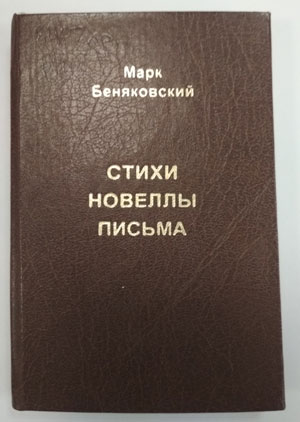 Марк
Беняковский
СТИХИ
НОВЕЛЛЫ
ПИСЬМА